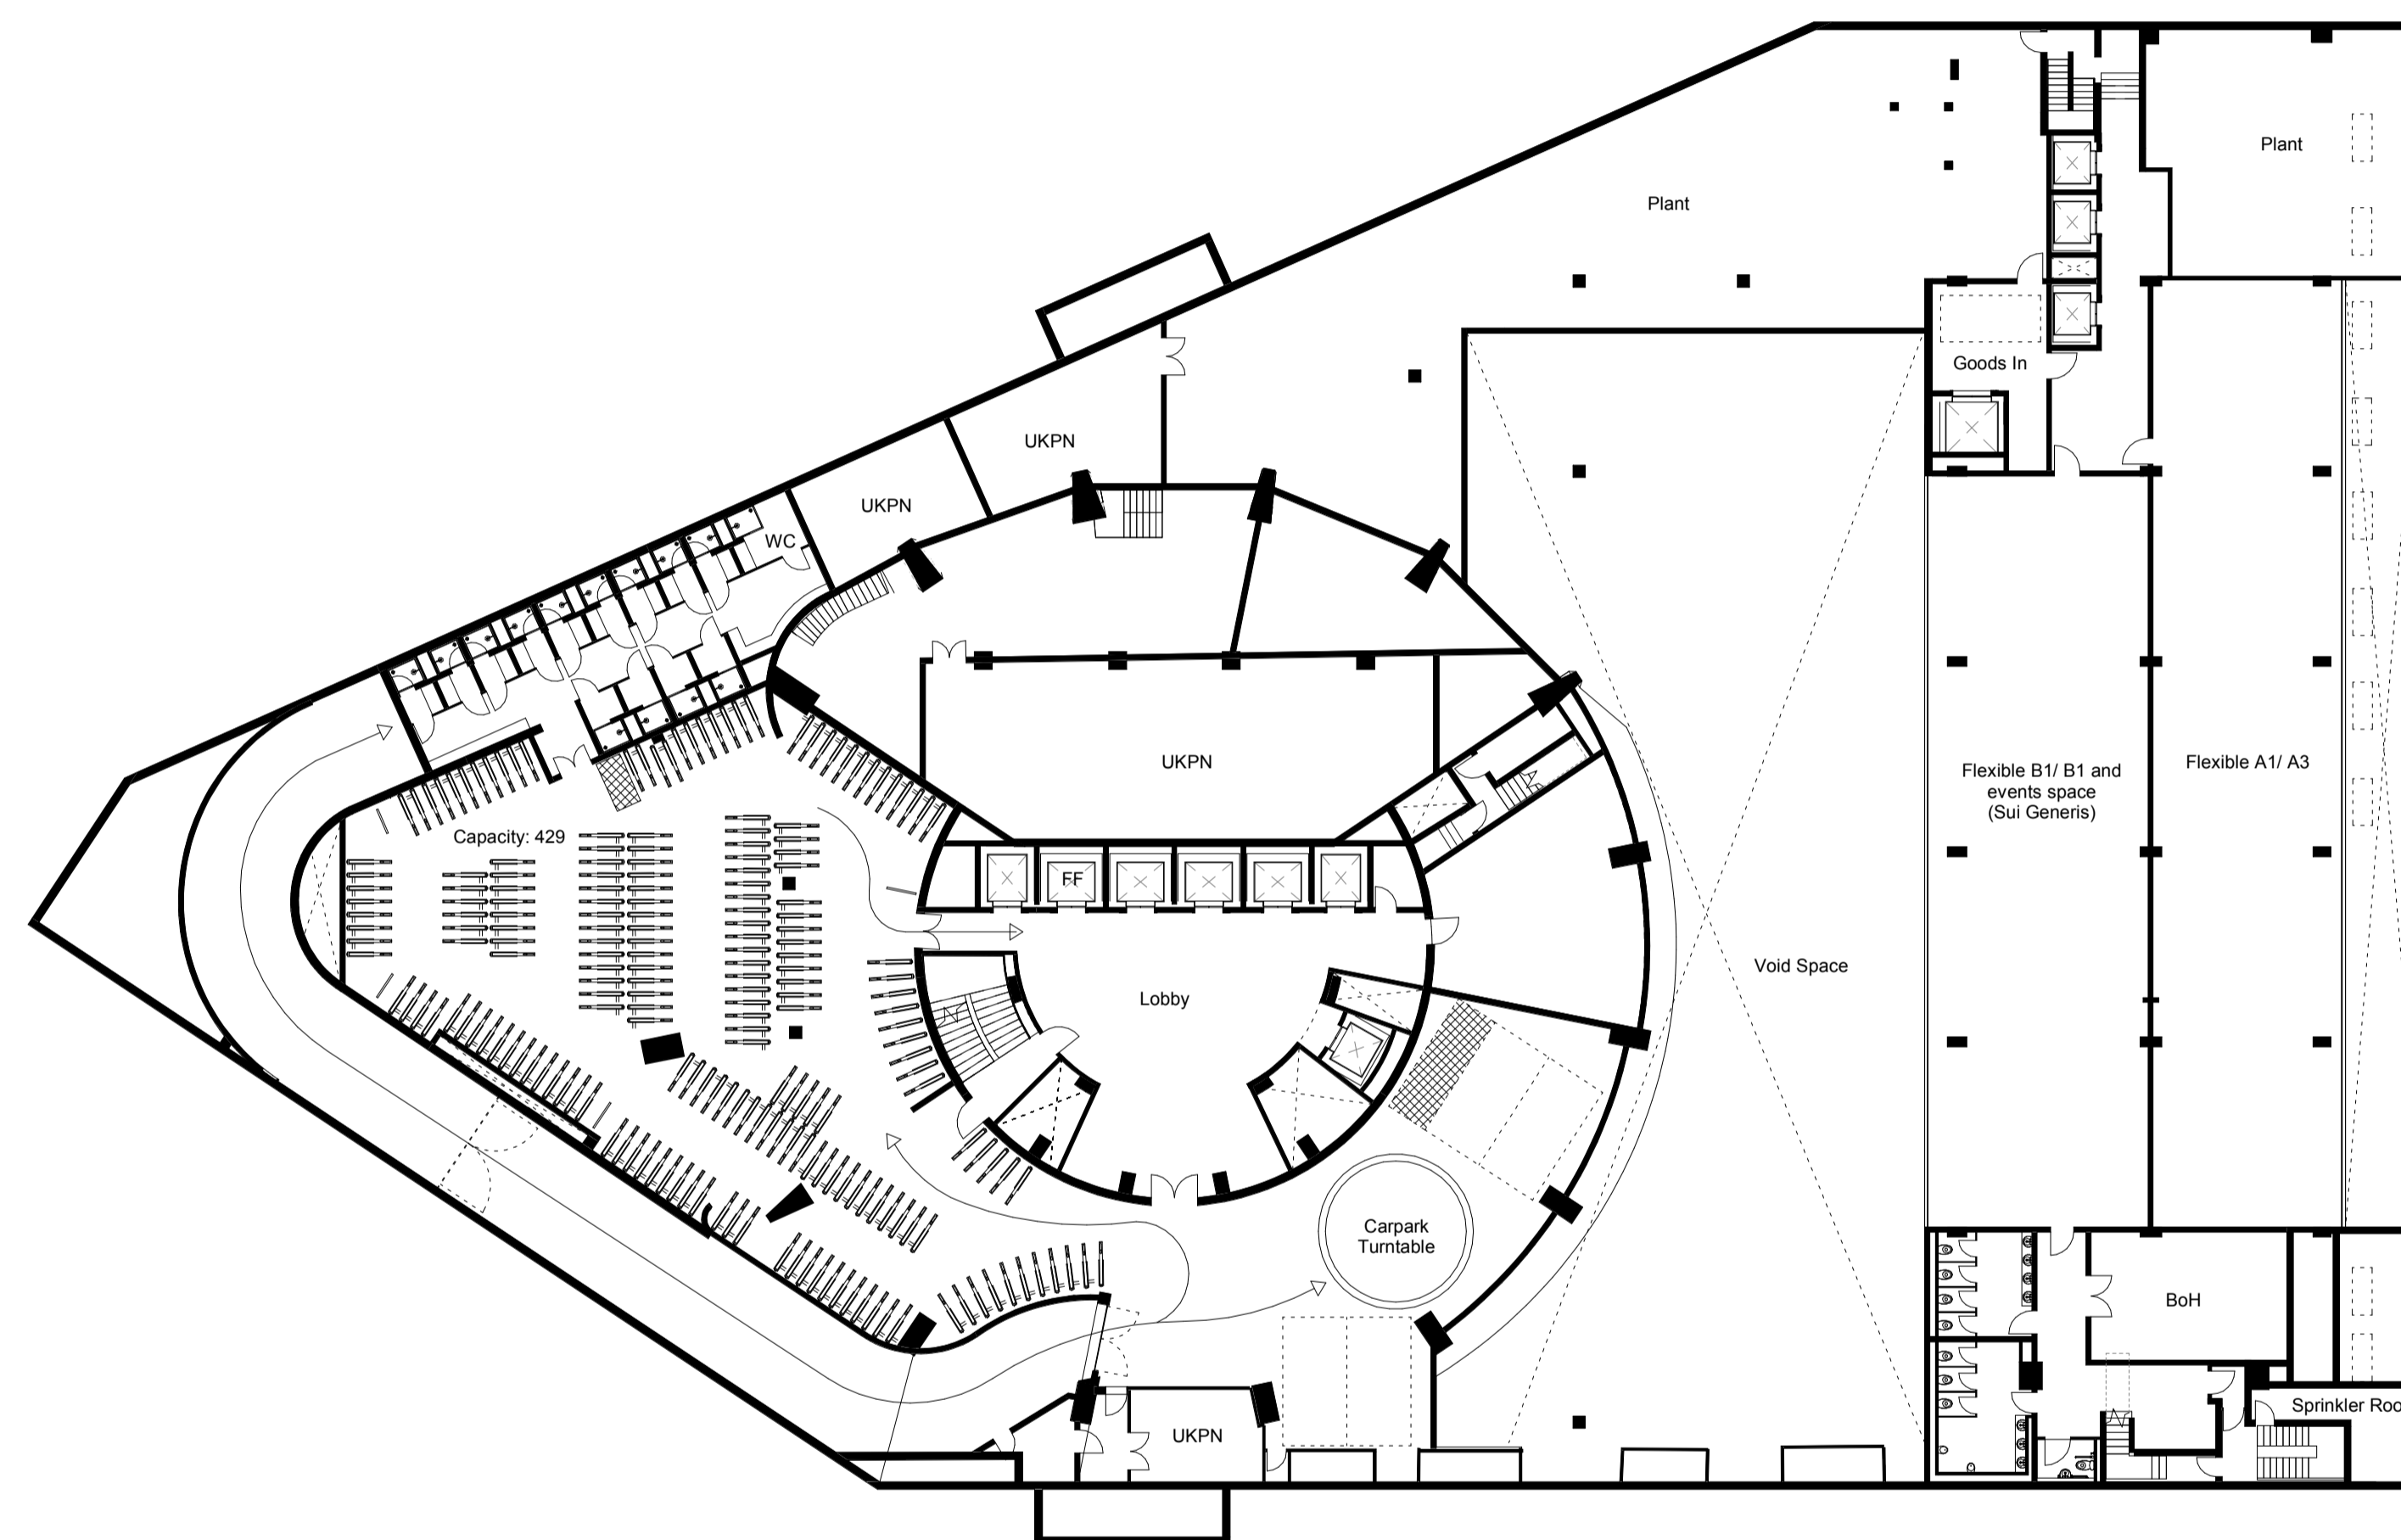 Plant
Plant
Goods In
UKPN
UKPN
WC
UKPN
Flexible B1/ B1 and
events space
(Sui Generis)
Flexible A1/ A3
Capacity: 429
FF
Void Space
Lobby
Carpark
Turntable
BoH
UKPN
Sprinkler Roo